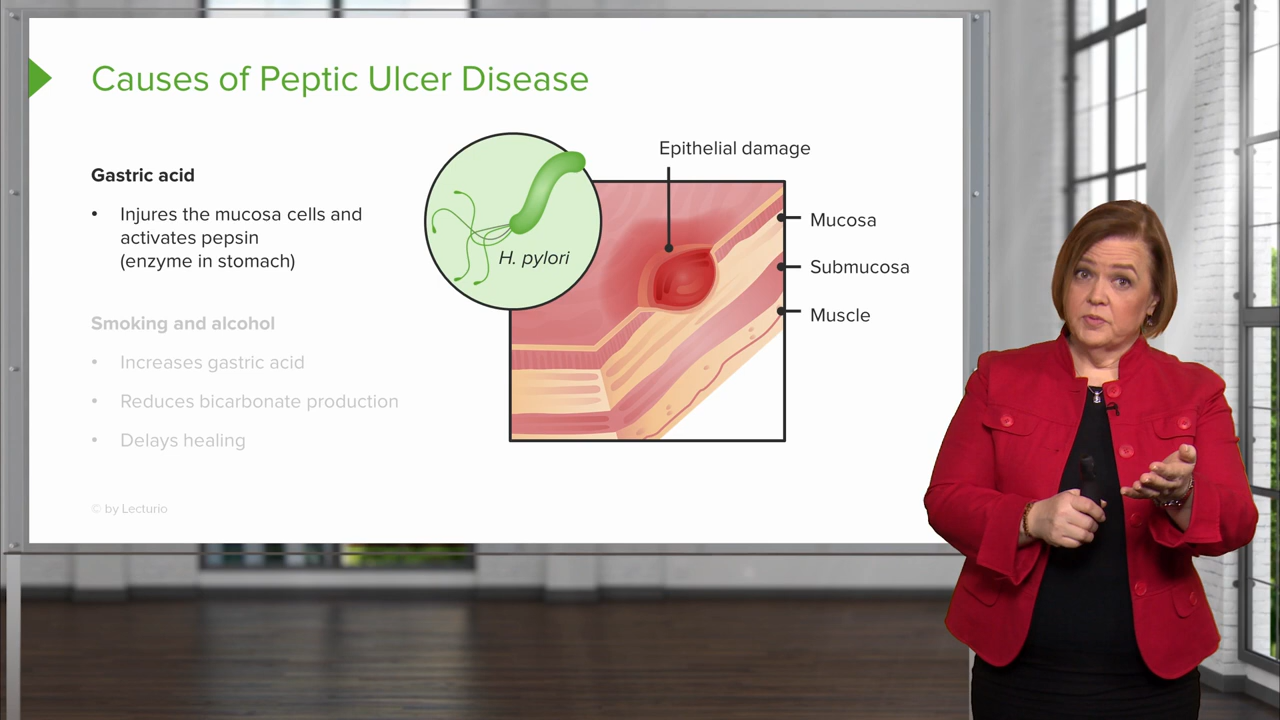 Causes of Peptic Ulcer Disease
Gastric acid
• Injures the mucosa cells and
activates pepsin
(enzyme in stomach)
Smoking and alcohol
• Increases gastric acid
• Reduces bicarbonate production
• Delays healing
H. pylori
Epithelial damage
Mucosa
Submucosa
Muscle
© by Lecturio